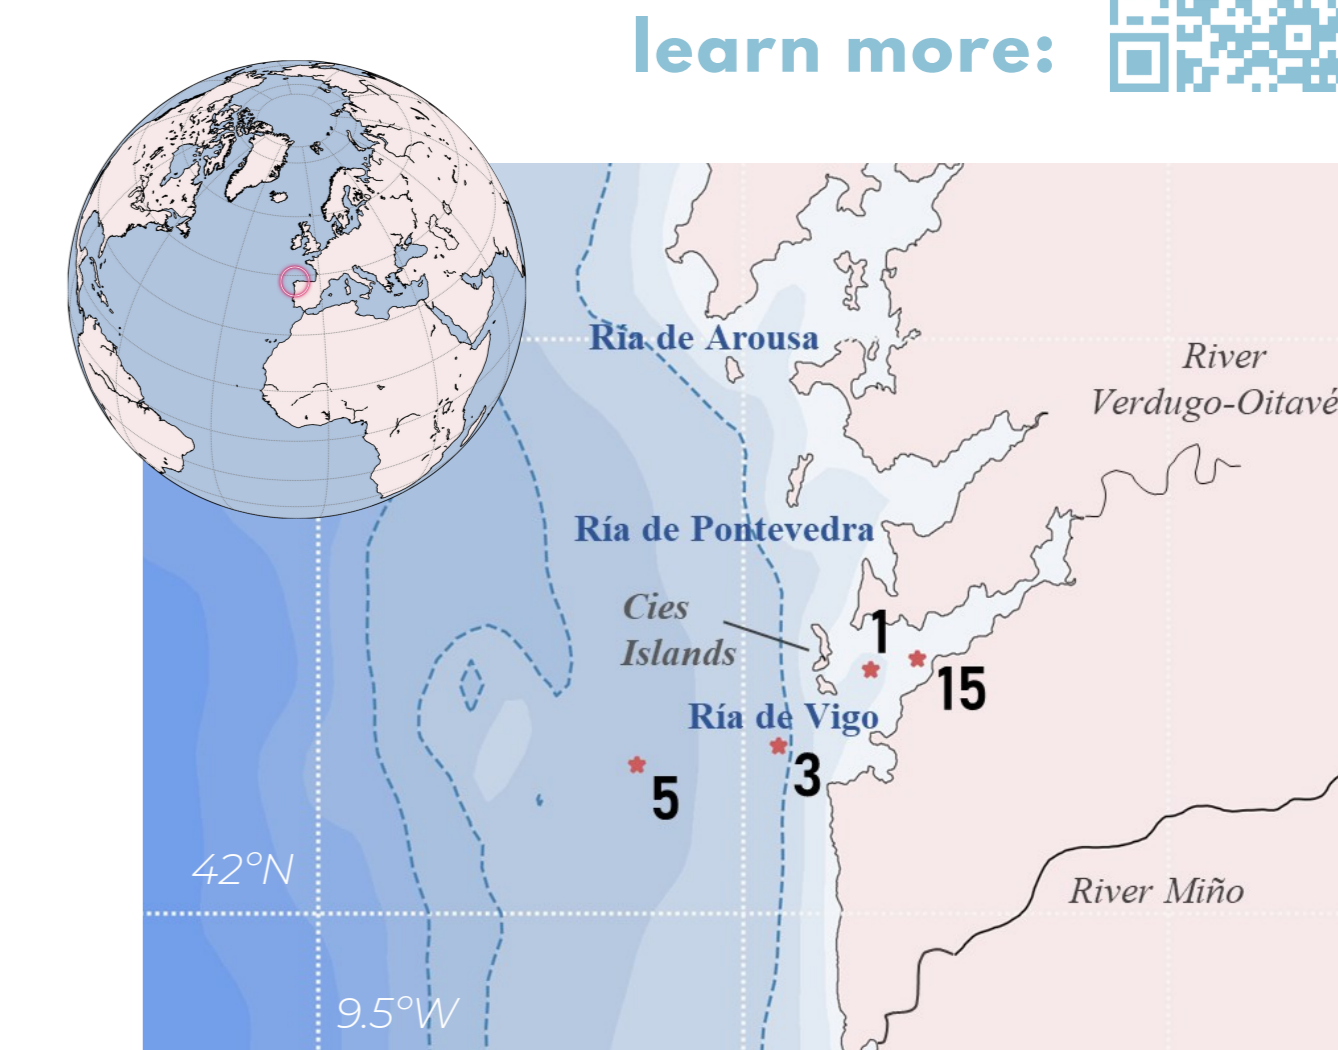 learn more:
Ría de Arousa
River
Verdugo-Oitavé
Ría de Pontevedra
Cies
Islands
1
15
Ría de Vigo
3
5
42°N
River Miño
9.5°W